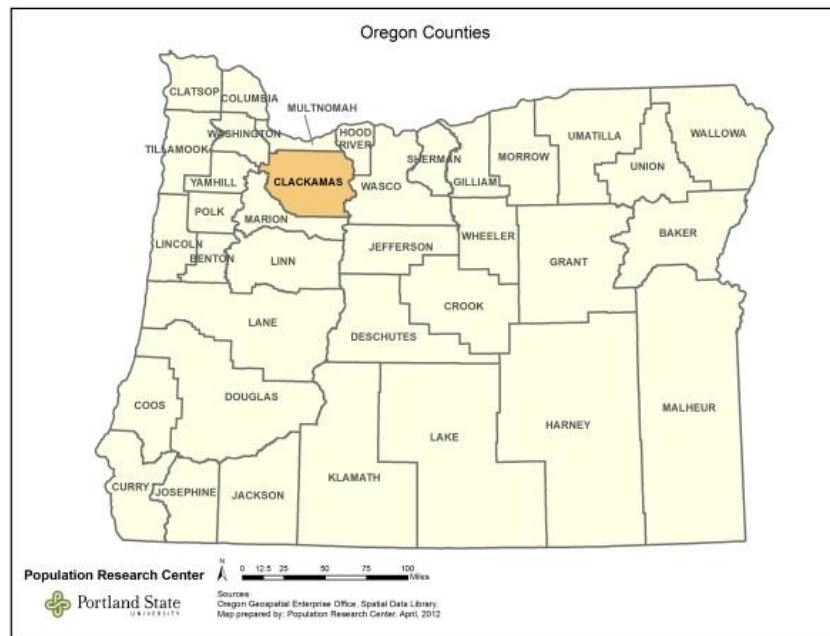 Oregon Counties
CLATSOP
COLUMBIA
MULTNOMAH
WASHINGTON
TILLAMOOK
HOOD
RIVER
YAMHILL
CLACKAMAS
WASCO
SHERMAN
GILLIAM
MORROW
UMATILLA
UNION
WALLOWA
POLK
MARION
LINCOLN
BENTON
LINN
JEFFERSON
WHEELER
GRANT
BAKER
CROOK
LANE
DESCHUTES
COOS
DOUGLAS
LAKE
HARNEY
MALHEUR
CURRY
JOSEPHINE
JACKSON
KLAMATH
Population Research Center
N
0 12.5 25 50 75 100
Miles
Portland State
UNIVERSITY
Sources:
Oregon Geospatial Enterprise Office, Spatial Data Library.
Map prepared by: Population Research Center. April, 2012